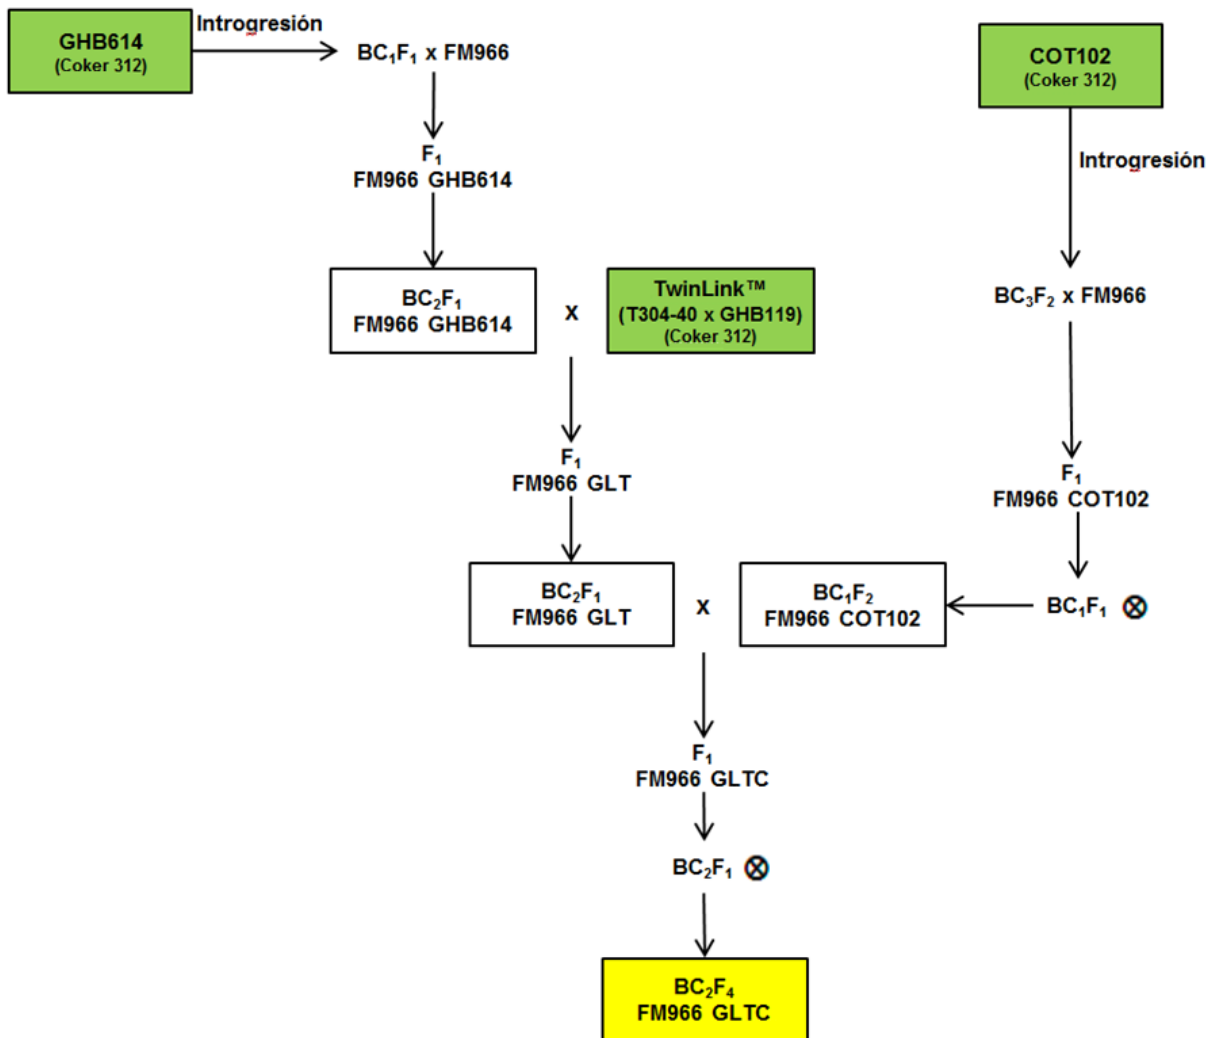 GHB614
(Coker 312)
Introgresión
BC₁F₁ x FM966
COT102
(Coker 312)
Introgresión
F₁
FM966 GHB614
BC₂F₁
FM966 GHB614
x
TwinLink™
(T304-40 x GHB119)
(Coker 312)
BC₃F₂ x FM966
F₁
FM966 GLT
F₁
FM966 COT102
BC₂F₁
FM966 GLT
x
BC₁F₂
FM966 COT102
BC₁F₁ ⊗
F₁
FM966 GLTC
BC₂F₁ ⊗
BC₂F₄
FM966 GLTC